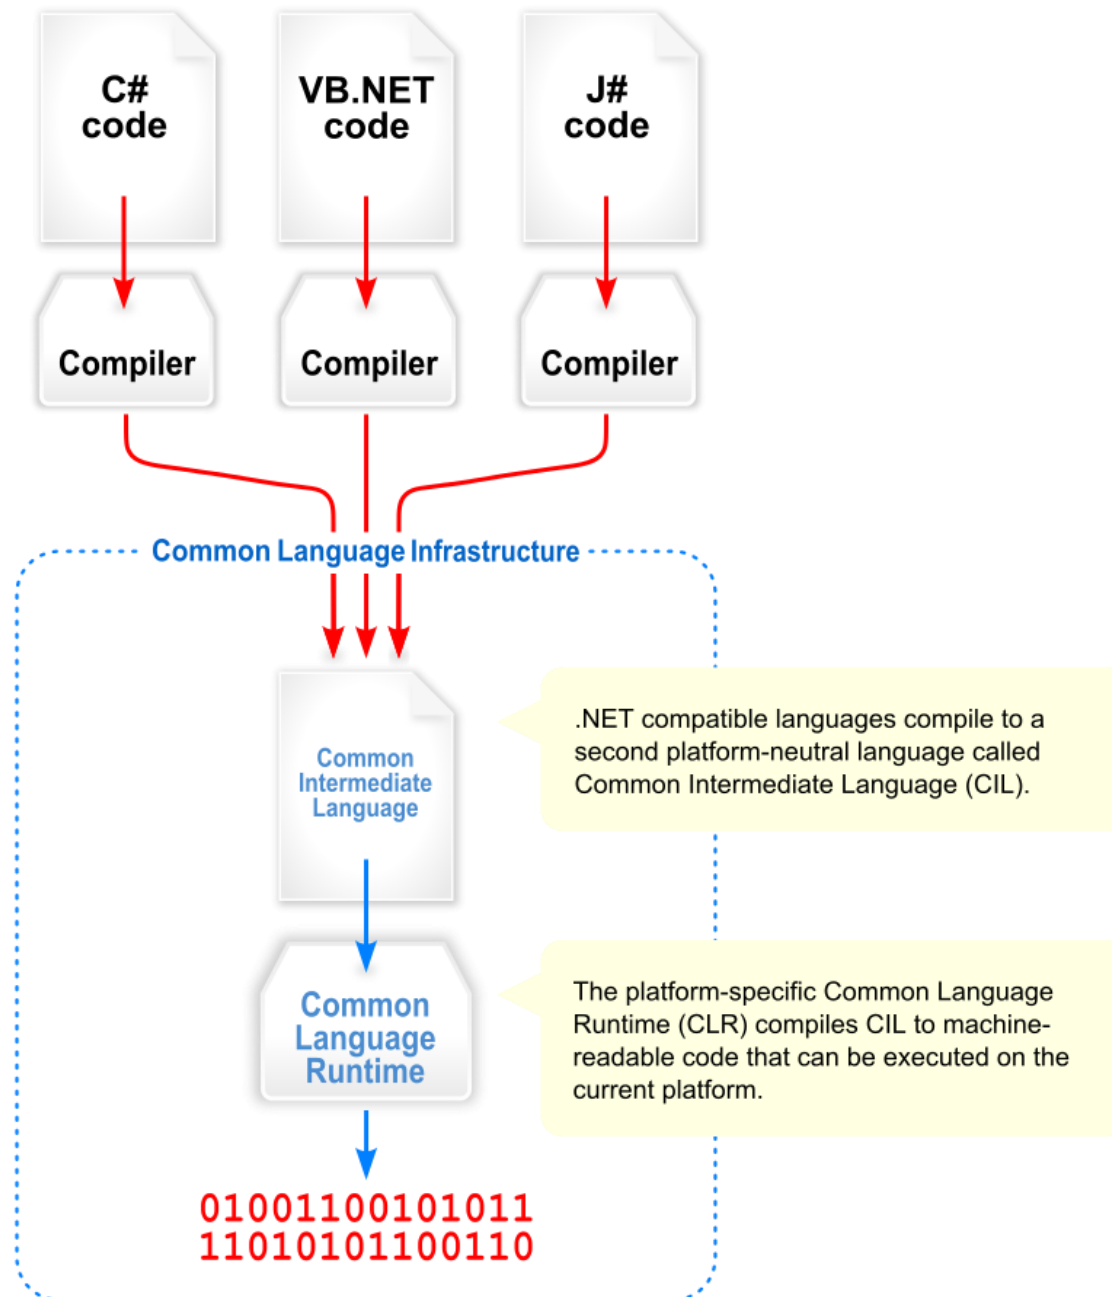 C#
code
VB.NET
code
J#
code
Compiler
Compiler
Compiler
Common Language Infrastructure
Common
Intermediate
Language
.NET compatible languages compile to a
second platform-neutral language called
Common Intermediate Language (CIL).
Common
Language
Runtime
The platform-specific Common Language
Runtime (CLR) compiles CIL to machine-
readable code that can be executed on the
current platform.
01001100101011
11010101100110